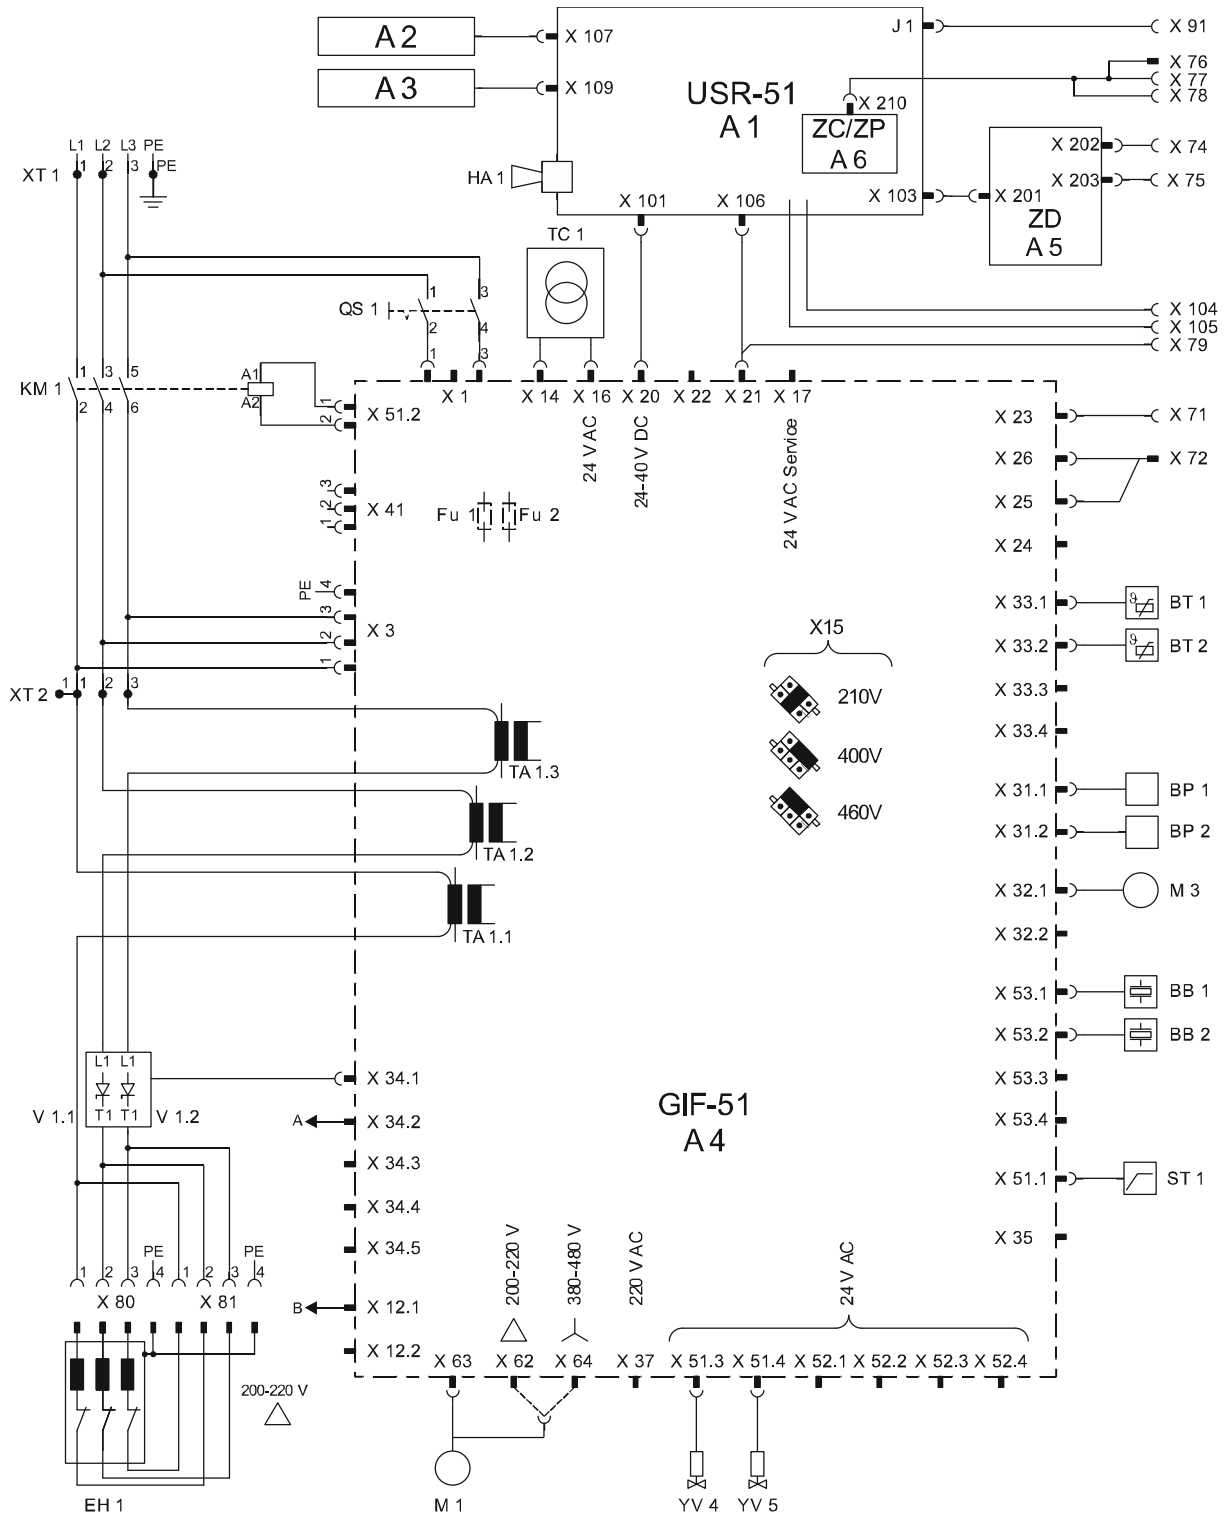 A 2
X 107
J 1
X 91
A 3
X 109
USR-51
A 1
X 76
X 77
X 78
X 210
ZC/ZP
A 6
L1 L2 L3 PE
XT 1
1 2 3 PE
HA 1
X 202
X 74
X 203
X 75
X 101
X 106
X 103
X 201
ZD
A 5
TC 1
QS 1
1 3
2 4
X 104
X 105
X 79
1 3
KM 1
1 3 5
2 4 6
A1
A2
1
2
X 51.2
X 1
X 14
X 16
X 20
X 22
X 21
X 17
24 V AC
24-40 V DC
24 V AC Service
X 23
X 71
X 26
X 72
X 25
X 24
3
2
1
X 41
Fu 1
Fu 2
PE
4
3
2
1
X 3
X 33.1
ϑ
BT 1
X 33.2
ϑ
BT 2
X 33.3
X 33.4
X15
210V
400V
460V
XT 2
1 1 2 3
TA 1.3
TA 1.2
TA 1.1
X 31.1
BP 1
X 31.2
BP 2
X 32.1
M 3
X 32.2
X 53.1
BB 1
X 53.2
BB 2
X 53.3
X 53.4
X 51.1
ST 1
X 35
L1 L1
T1 T1
V 1.1
V 1.2
X 34.1
A
X 34.2
X 34.3
X 34.4
X 34.5
B
X 12.1
X 12.2
GIF-51
A 4
PE
PE
1 2 3 4 1 2 3 4
X 80
X 81
200-220 V
380-480 V
220 V AC
24 V AC
X 63
X 62
X 64
X 37
X 51.3
X 51.4
X 52.1
X 52.2
X 52.3
X 52.4
200-220 V
EH 1
M 1
YV 4
YV 5